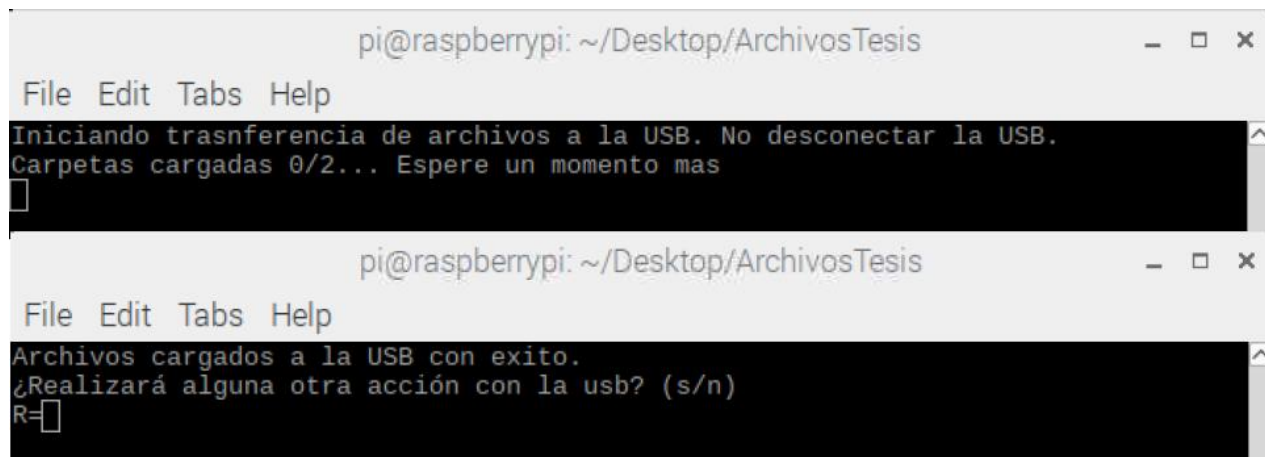 pi@raspberrypi: ~/Desktop/ArchivosTesis
File Edit Tabs Help
Iniciando trasnferencia de archivos a la USB. No desconectar la USB.
Carpetas cargadas 0/2... Espere un momento mas
pi@raspberrypi: ~/Desktop/ArchivosTesis
File Edit Tabs Help
Archivos cargados a la USB con exito.
¿Realizará alguna otra acción con la usb? (s/n)
R=